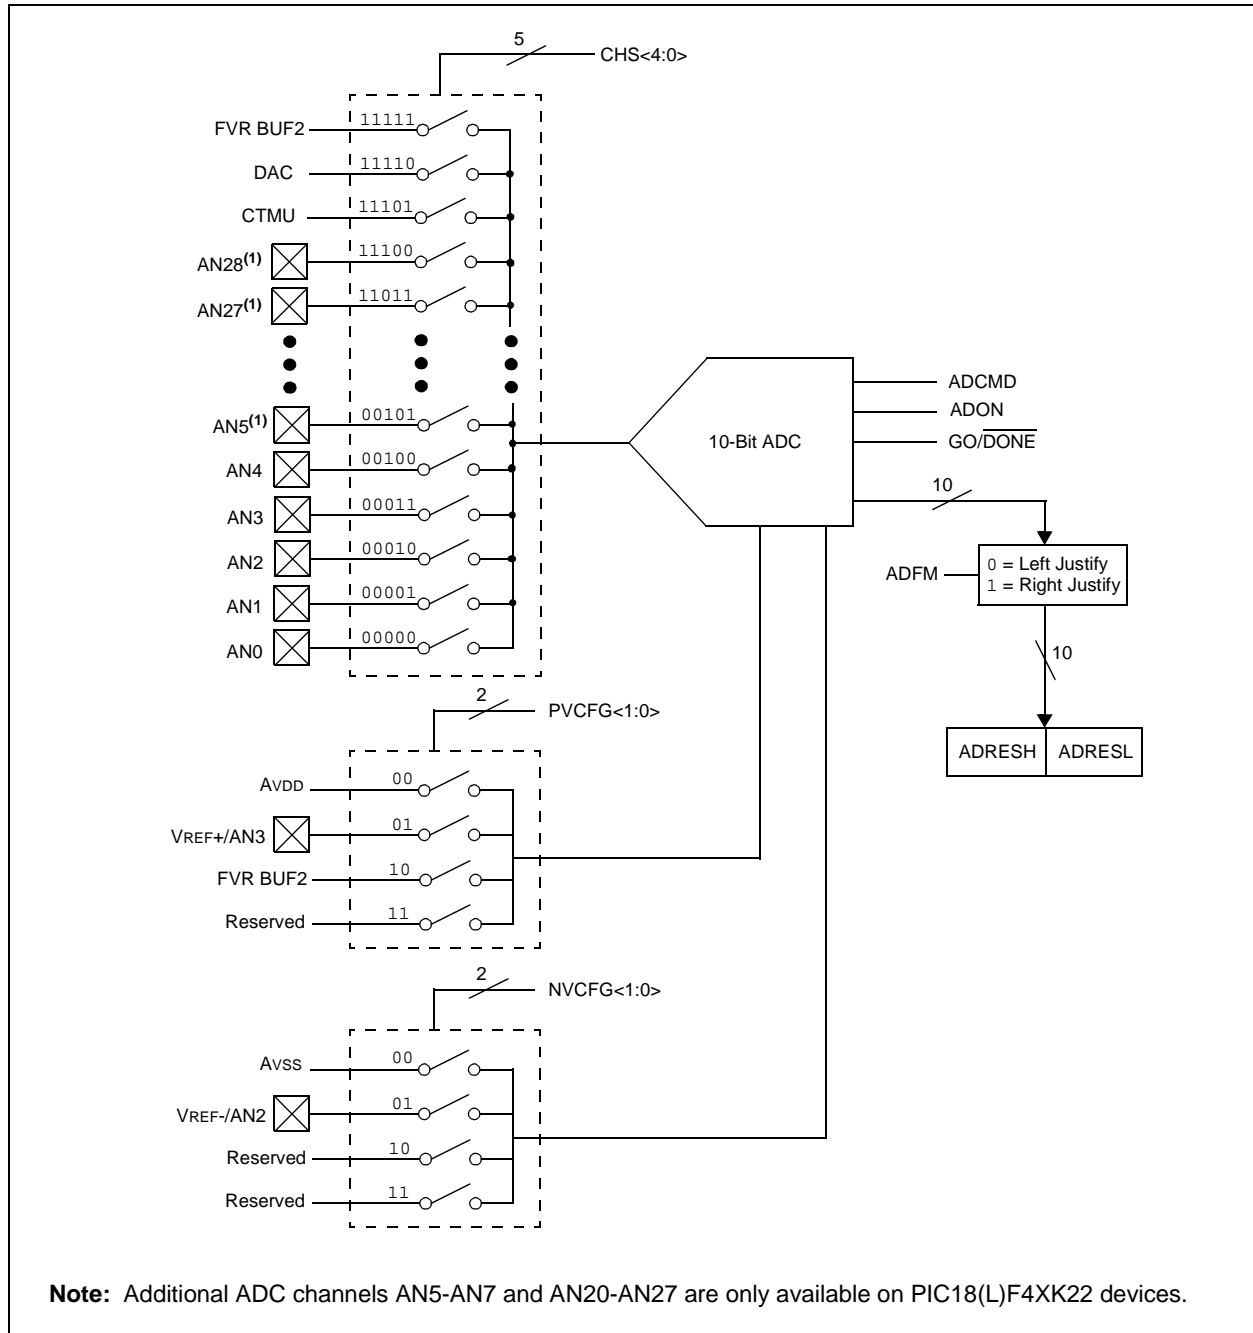 5
CHS<4:0>
FVR BUF2 11111
DAC 11110
CTMU 11101
AN28(1) 11100
AN27(1) 11011
AN5(1) 00101
AN4 00100
AN3 00011
AN2 00010
AN1 00001
AN0 00000
10-Bit ADC
ADCMD
ADON
GO/DONE
10
ADFM
0 = Left Justify
1 = Right Justify
10
ADRESH ADRESL
2
PVCFG<1:0>
AVDD 00
VREF+/AN3 01
FVR BUF2 10
Reserved 11
2
NVCFG<1:0>
AVSS 00
VREF-/AN2 01
Reserved 10
Reserved 11
Note: Additional ADC channels AN5-AN7 and AN20-AN27 are only available on PIC18(L)F4XK22 devices.